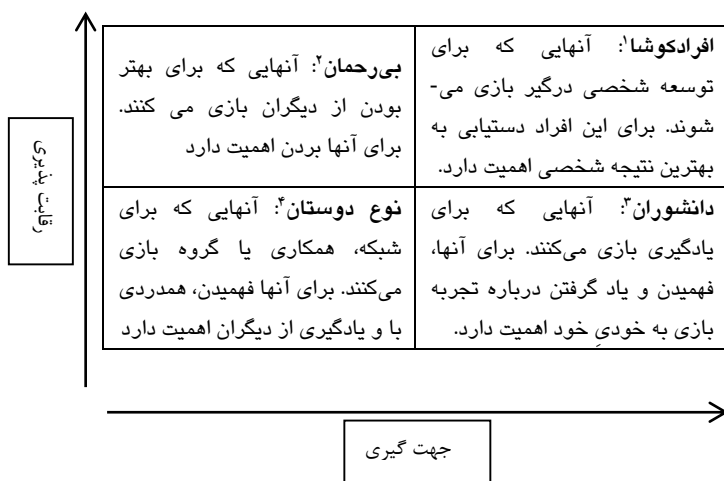 افرادکوشا۱: آنهایی که برای
توسعه شخصی درگیر بازی می-
شوند. برای این افراد دستیابی به
بهترین نتیجه شخصی اهمیت دارد.
بی‌رحمان۲: آنهایی که برای بهتر
بودن از دیگران بازی می کنند.
برای آنها بردن اهمیت دارد
دانشوران۳: آنهایی که برای
یادگیری بازی می‌کنند. برای آنها،
فهمیدن و یاد گرفتن درباره تجربه
بازی به خودیِ خود اهمیت دارد.
نوع دوستان۴: آنهایی که برای
شبکه، همکاری یا گروه بازی
می‌کنند. برای آنها فهمیدن، همدردی
با و یادگیری از دیگران اهمیت دارد
رقابت پذیری
جهت گیری